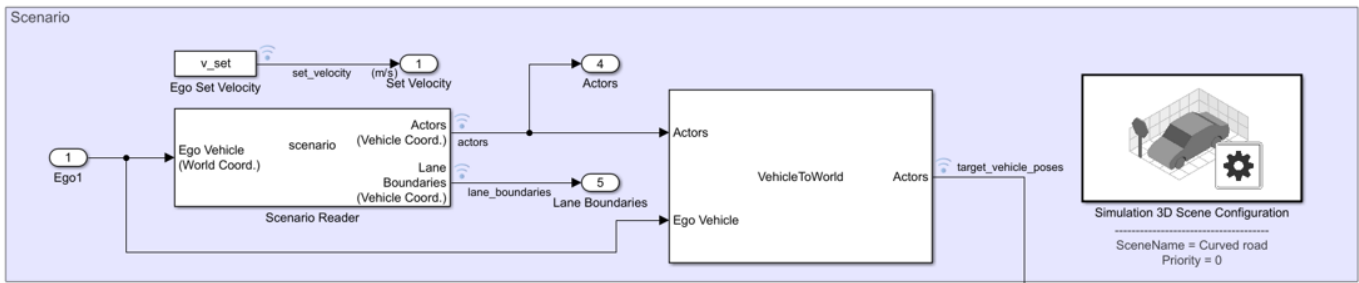 Scenario
v_set
Ego Set Velocity
set_velocity
(m/s)
1
Set Velocity
4
Actors
1
Ego1
Ego Vehicle
(World Coord.)
scenario
Actors
(Vehicle Coord.)
Lane
Boundaries
(Vehicle Coord.)
Scenario Reader
actors
lane_boundaries
5
Lane Boundaries
Actors
Ego Vehicle
VehicleToWorld
Actors
target_vehicle_poses
Simulation 3D Scene Configuration
--------------------------------------
SceneName = Curved road
Priority = 0